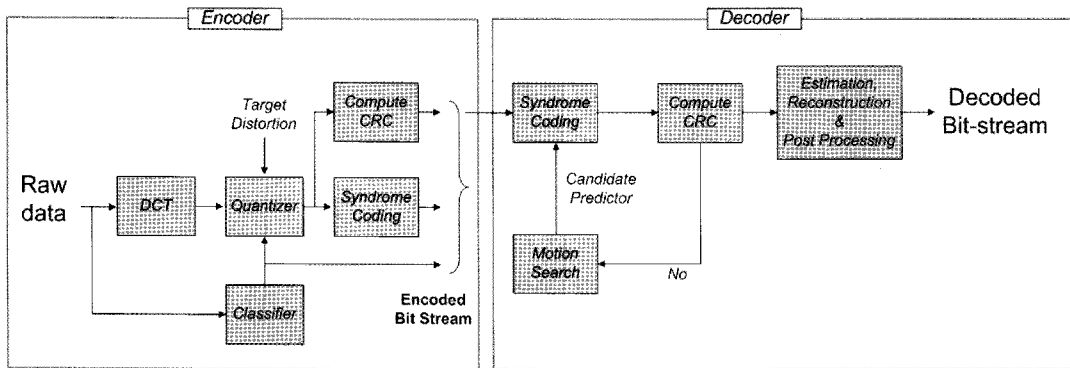 Encoder
Decoder
Target
Distortion
Compute
CRC
Raw
data
DCT
Quantizer
Syndrome
Coding
Classifier
Encoded
Bit Stream
Syndrome
Coding
Compute
CRC
Estimation,
Reconstruction
&
Post Processing
Decoded
Bit-stream
Candidate
Predictor
Motion
Search
No